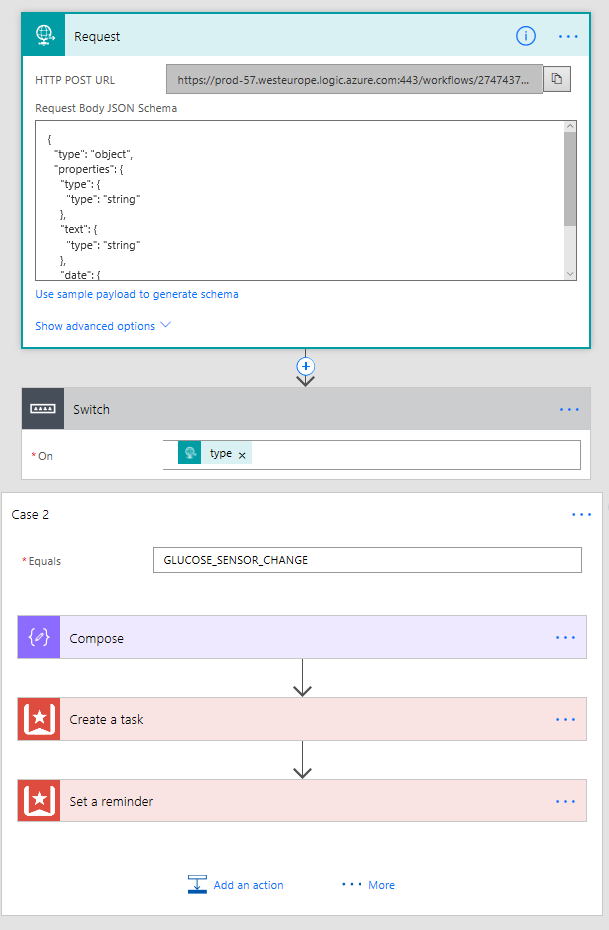 Request
HTTP POST URL
https://prod-57.westeurope.logic.azure.com:443/workflows/2747437...
Request Body JSON Schema
{
"type": "object",
"properties": {
"type": {
"type": "string"
},
"text": {
"type": "string"
},
"date": {
Use sample payload to generate schema
Show advanced options
Switch
* On
type x
Case 2
* Equals
GLUCOSE_SENSOR_CHANGE
Compose
Create a task
Set a reminder
Add an action
... More